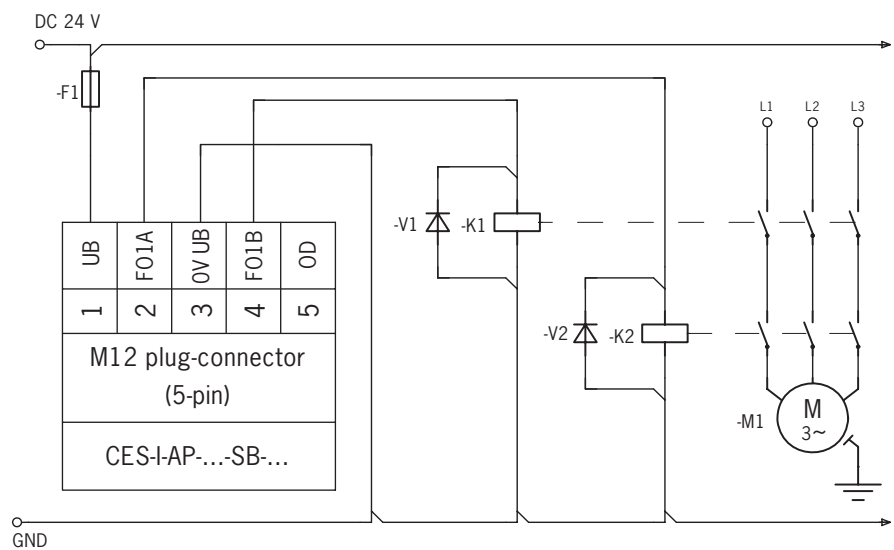 DC 24 V
-F1
L1 L2 L3
-V1 -K1
UB FO1A 0V UB FO1B OD
1 2 3 4 5
-V2 -K2
M12 plug-connector
(5-pin)
-M1 M
3~
CES-I-AP-...-SB-...
GND